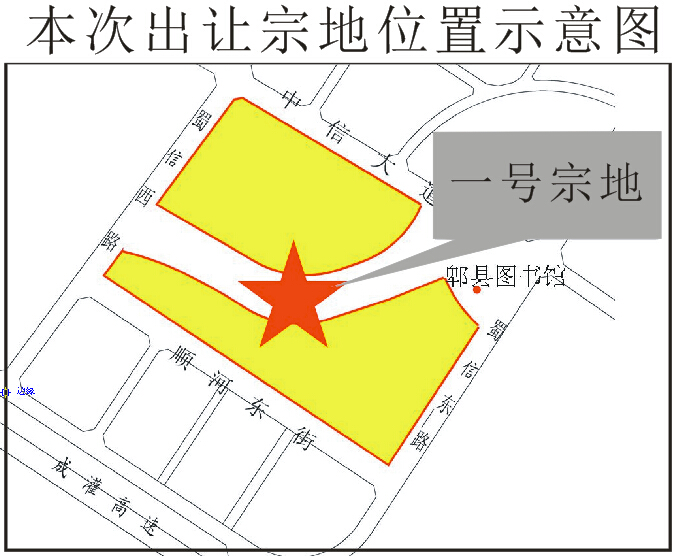 本次出让宗地位置示意图
中信大道
蜀信西路
一号宗地
郫县图书馆
蜀信东路
顺河东街
边缘
成灌高速